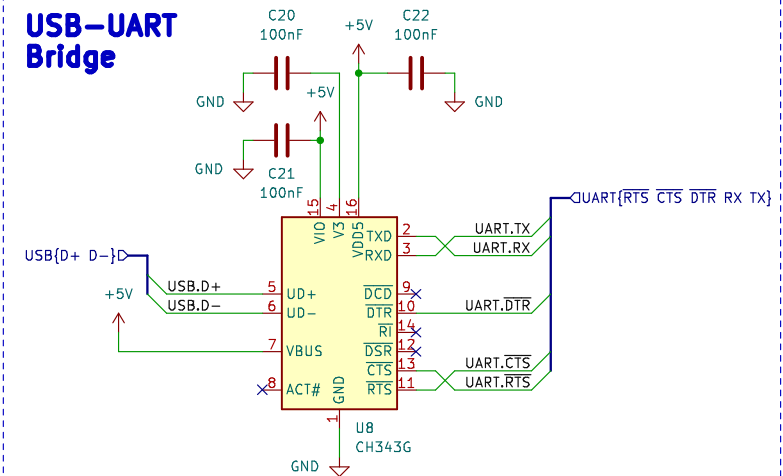 USB-UART
Bridge
C20
100nF
GND
+5V
C22
100nF
GND
+5V
GND
C21
100nF
UART{RTS CTS DTR RX TX}
USB{D+ D-}
USB.D+
USB.D-
+5V
15
4
16
VIO
V3
VDD5
5
UD+
6
UD-
7
VBUS
8
ACT#
TXD
2
RXD
3
DCD
9
DTR
10
RI
14
DSR
12
CTS
13
RTS
11
GND
1
UART.TX
UART.RX
UART.DTR
UART.CTS
UART.RTS
U8
CH343G
GND